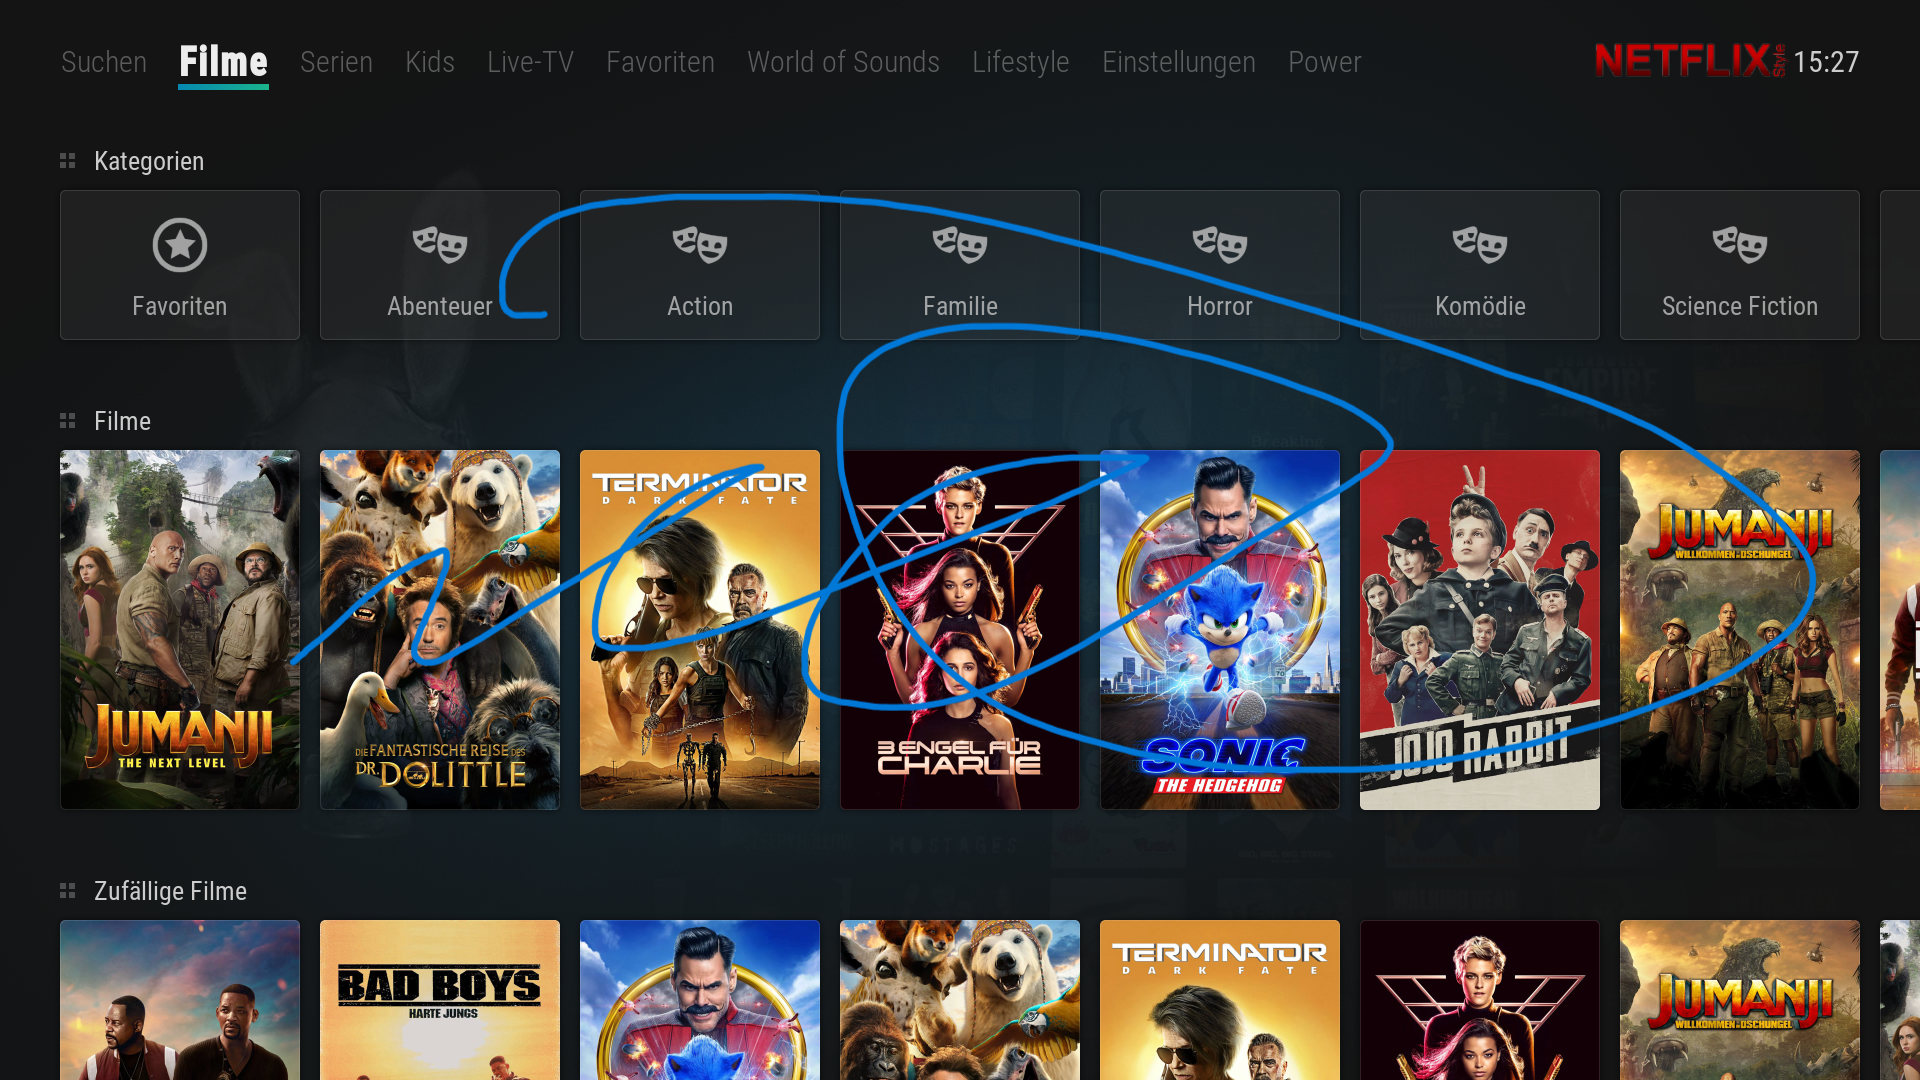 Suchen Filme Serien Kids Live-TV Favoriten World of Sounds Lifestyle Einstellungen Power NETFLIX Style 15:27
Kategorien
Favoriten Abenteuer Action Familie Horror Komödie Science Fiction
Filme
JUMANJI
THE NEXT LEVEL
DIE FANTASTISCHE REISE DES
DR. DOLITTLE
TERMINATOR
DARK FATE
3 ENGEL FÜR
CHARLIE
SONIC
THE HEDGEHOG
JOJO RABBIT
JUMANJI
WILLKOMMEN IM DSCHUNGEL
Zufällige Filme
BAD BOYS
HARTE JUNGS
TERMINATOR
DARK FATE
JUMANJI
WILLKOMMEN IM DSCHUNGEL